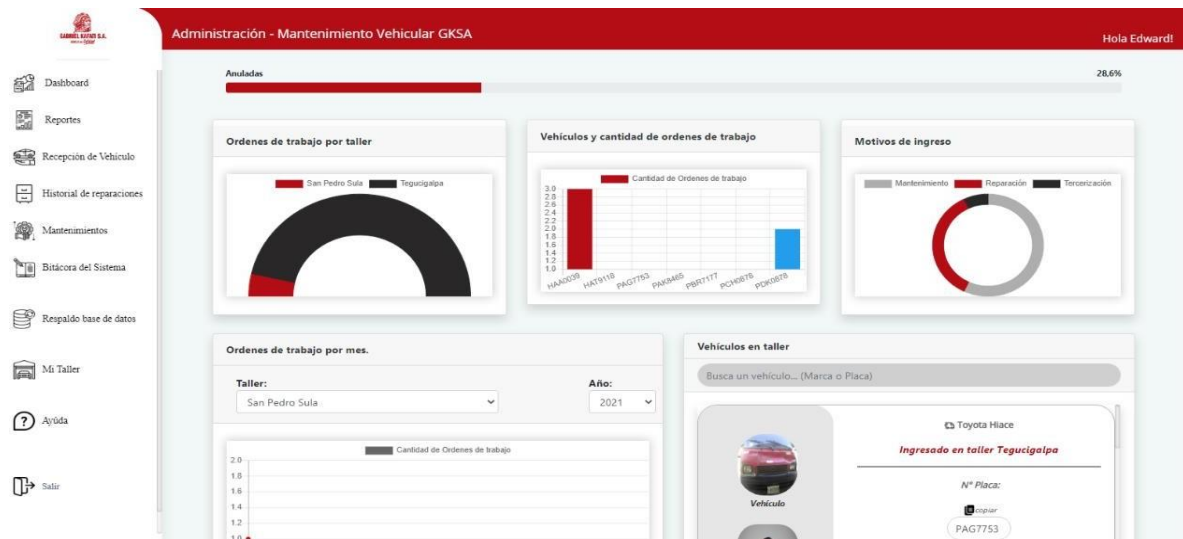 GABRIEL KAFATI S.A.
Administración - Mantenimiento Vehicular GKSA
Hola Edward!
Dashboard
Reportes
Recepción de Vehiculo
Historial de reparaciones
Mantenimientos
Bitácora del Sistema
Respaldo base de datos
Mi Taller
Ayúda
Salir
Anuladas
28,6%
Ordenes de trabajo por taller
San Pedro Sula
Tegucigalpa
Vehículos y cantidad de ordenes de trabajo
Cantidad de Ordenes de trabajo
3.0
2.8
2.6
2.4
2.2
2.0
1.8
1.6
1.4
1.2
1.0
HAA0039
HAT9118
PAG7753
PAK8465
PBR7177
PCH0878
PDK0878
Motivos de ingreso
Mantenimiento
Reparación
Tercerización
Ordenes de trabajo por mes.
Taller:
San Pedro Sula
Año:
2021
Cantidad de Ordenes de trabajo
2.0
1.8
1.6
1.4
1.2
1.0
Vehículos en taller
Busca un vehículo... (Marca o Placa)
Vehículo
Toyota Hiace
Ingresado en taller Tegucigalpa
N° Placa:
copiar
PAG7753